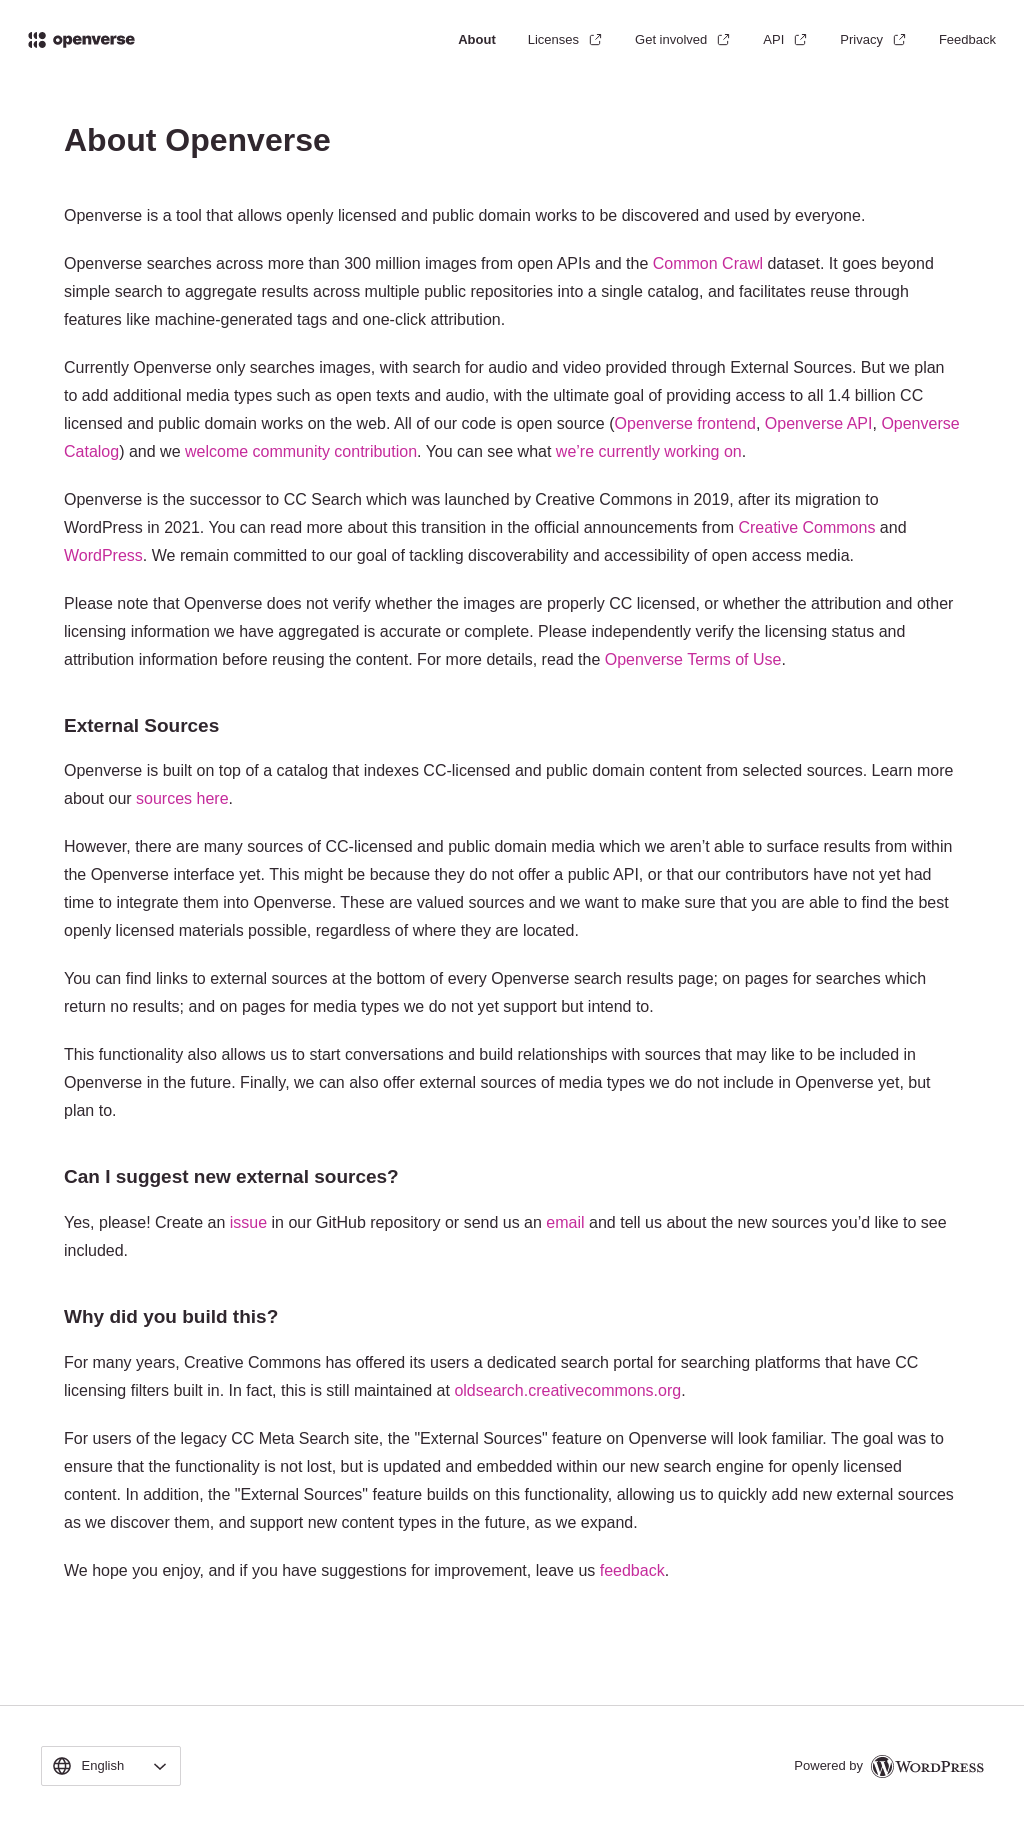 openverse
About
Licenses
Get involved
API
Privacy
Feedback
About Openverse
Openverse is a tool that allows openly licensed and public domain works to be discovered and used by everyone.
Openverse searches across more than 300 million images from open APIs and the Common Crawl dataset. It goes beyond
simple search to aggregate results across multiple public repositories into a single catalog, and facilitates reuse through
features like machine-generated tags and one-click attribution.
Currently Openverse only searches images, with search for audio and video provided through External Sources. But we plan
to add additional media types such as open texts and audio, with the ultimate goal of providing access to all 1.4 billion CC
licensed and public domain works on the web. All of our code is open source (Openverse frontend, Openverse API, Openverse
Catalog) and we welcome community contribution. You can see what we’re currently working on.
Openverse is the successor to CC Search which was launched by Creative Commons in 2019, after its migration to
WordPress in 2021. You can read more about this transition in the official announcements from Creative Commons and
WordPress. We remain committed to our goal of tackling discoverability and accessibility of open access media.
Please note that Openverse does not verify whether the images are properly CC licensed, or whether the attribution and other
licensing information we have aggregated is accurate or complete. Please independently verify the licensing status and
attribution information before reusing the content. For more details, read the Openverse Terms of Use.
External Sources
Openverse is built on top of a catalog that indexes CC-licensed and public domain content from selected sources. Learn more
about our sources here.
However, there are many sources of CC-licensed and public domain media which we aren’t able to surface results from within
the Openverse interface yet. This might be because they do not offer a public API, or that our contributors have not yet had
time to integrate them into Openverse. These are valued sources and we want to make sure that you are able to find the best
openly licensed materials possible, regardless of where they are located.
You can find links to external sources at the bottom of every Openverse search results page; on pages for searches which
return no results; and on pages for media types we do not yet support but intend to.
This functionality also allows us to start conversations and build relationships with sources that may like to be included in
Openverse in the future. Finally, we can also offer external sources of media types we do not include in Openverse yet, but
plan to.
Can I suggest new external sources?
Yes, please! Create an issue in our GitHub repository or send us an email and tell us about the new sources you’d like to see
included.
Why did you build this?
For many years, Creative Commons has offered its users a dedicated search portal for searching platforms that have CC
licensing filters built in. In fact, this is still maintained at oldsearch.creativecommons.org.
For users of the legacy CC Meta Search site, the "External Sources" feature on Openverse will look familiar. The goal was to
ensure that the functionality is not lost, but is updated and embedded within our new search engine for openly licensed
content. In addition, the "External Sources" feature builds on this functionality, allowing us to quickly add new external sources
as we discover them, and support new content types in the future, as we expand.
We hope you enjoy, and if you have suggestions for improvement, leave us feedback.
English
Powered by WORDPRESS